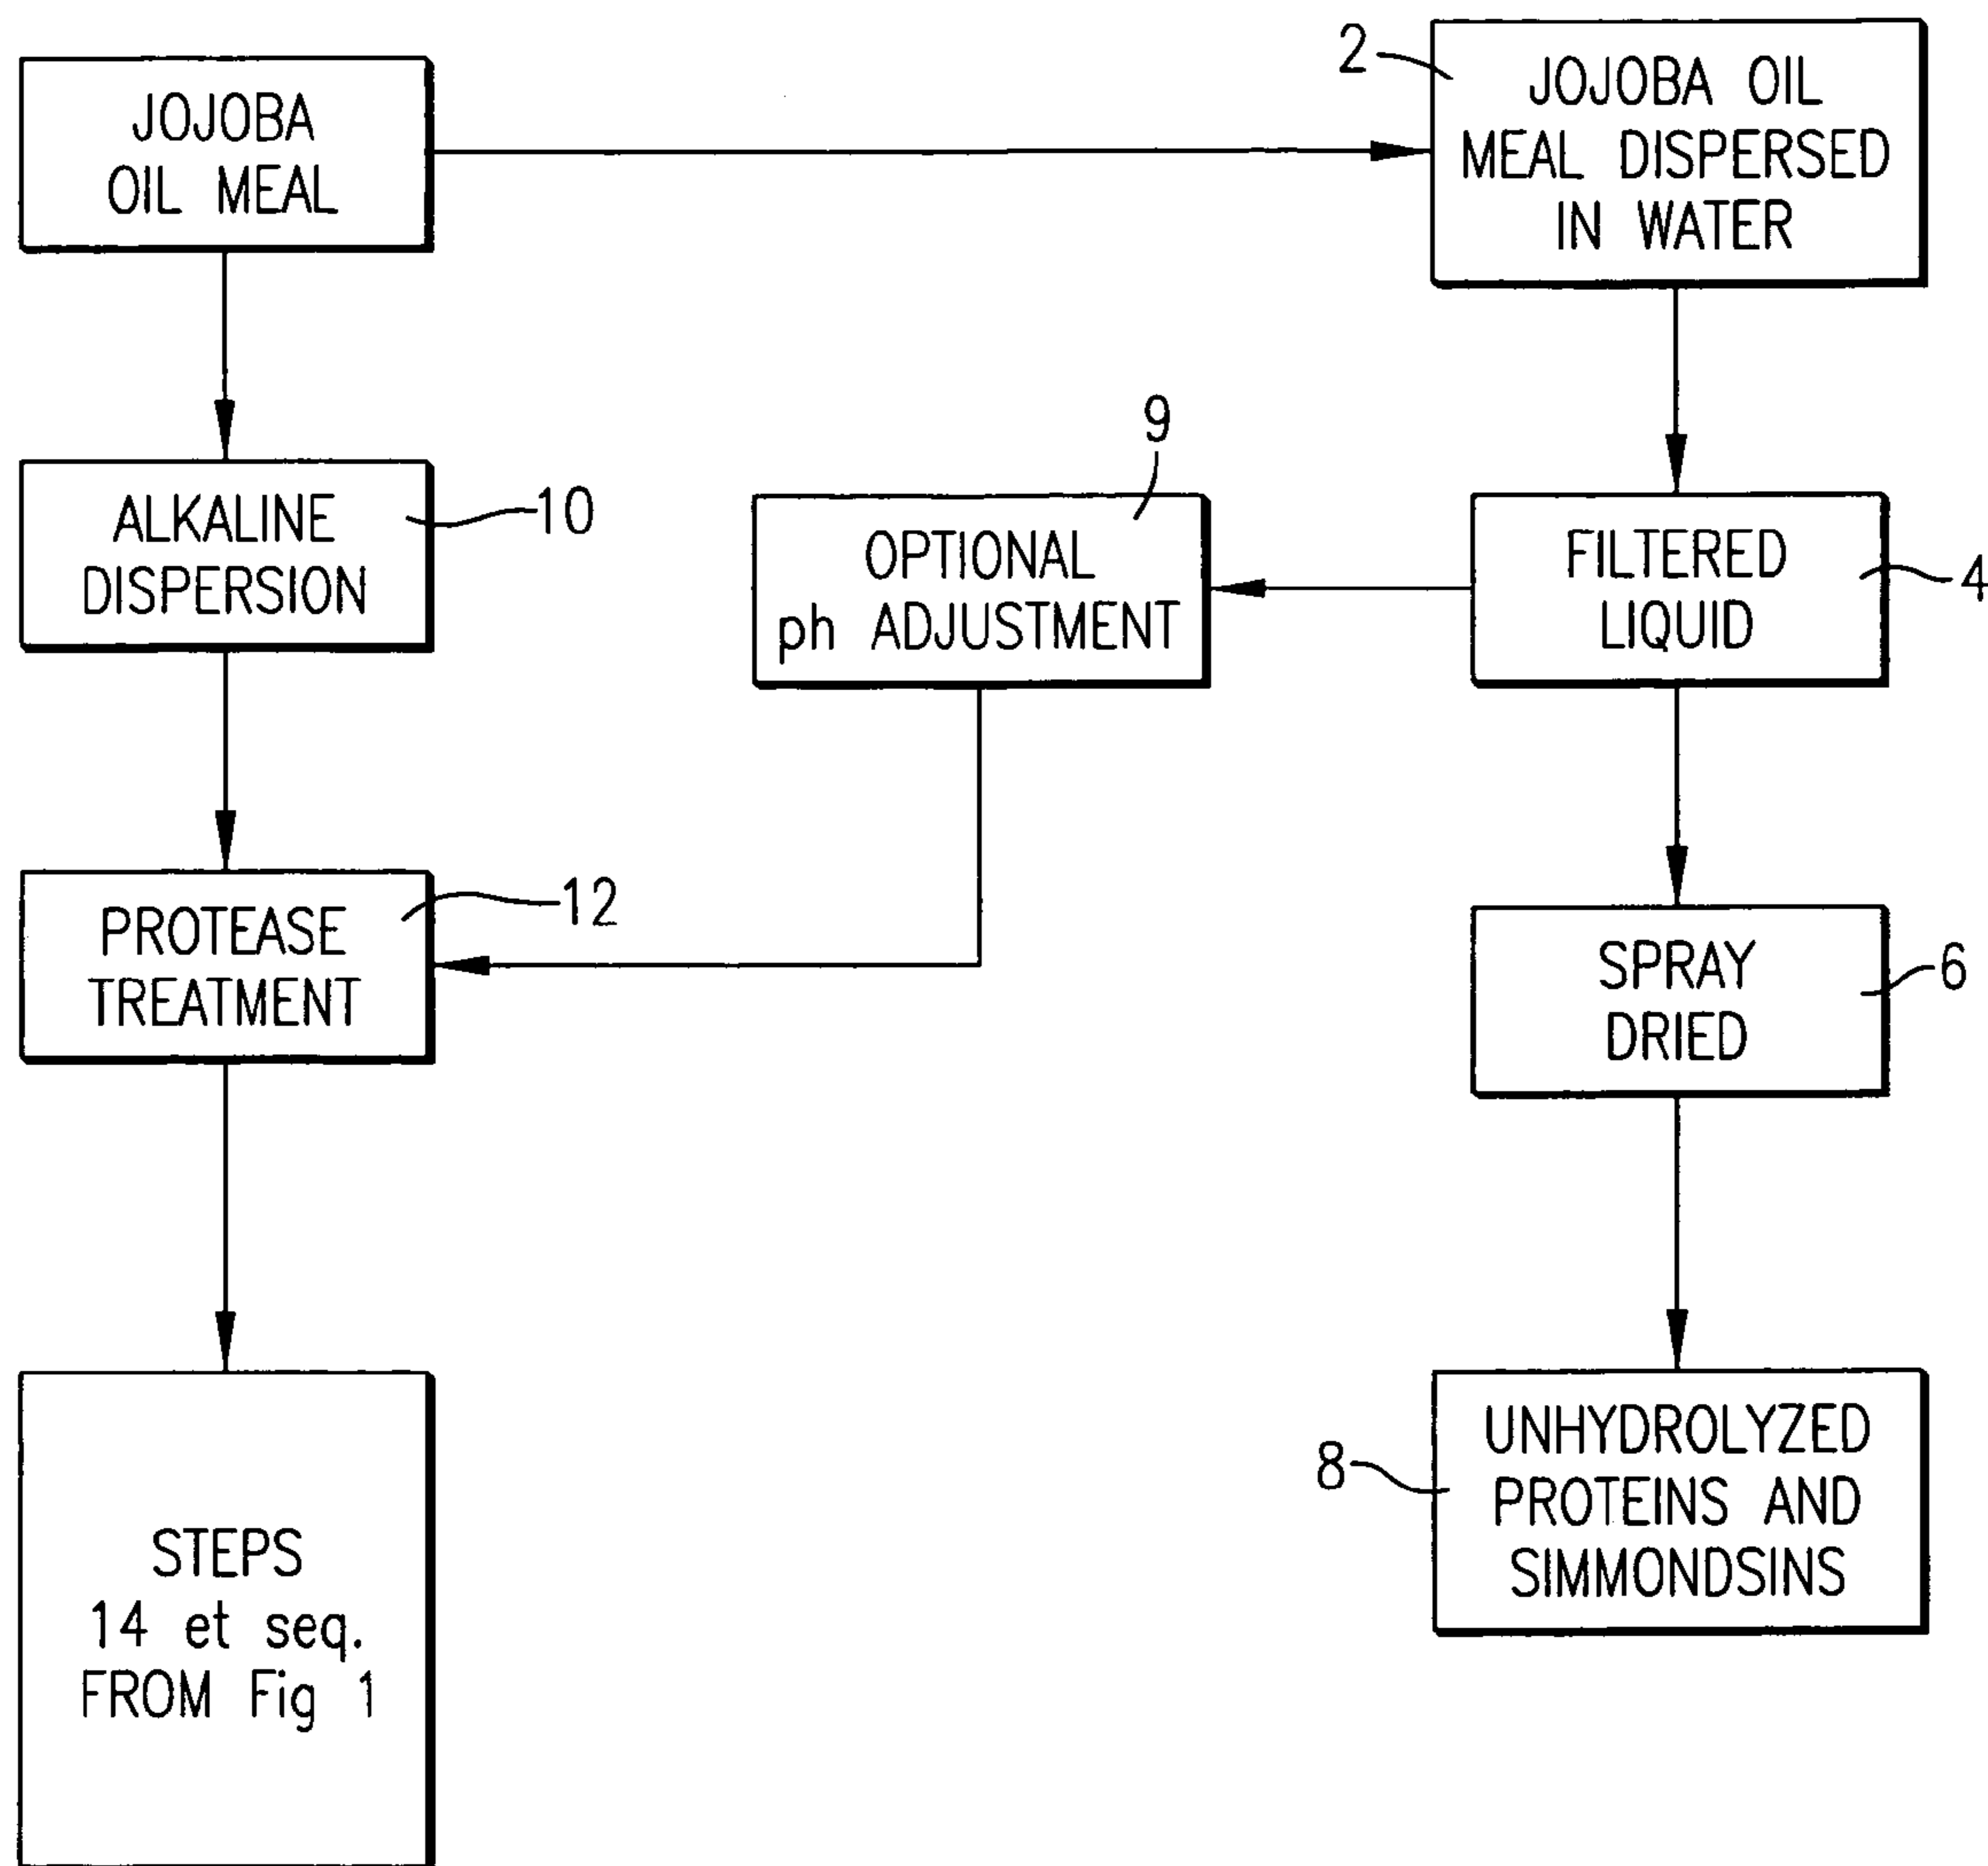 JOJOBA
OIL MEAL
2
JOJOBA OIL
MEAL DISPERSED
IN WATER
ALKALINE
DISPERSION
10
9
OPTIONAL
ph ADJUSTMENT
FILTERED
LIQUID
4
PROTEASE
TREATMENT
12
SPRAY
DRIED
6
STEPS
14 et seq.
FROM Fig 1
8
UNHYDROLYZED
PROTEINS AND
SIMMONDSINS